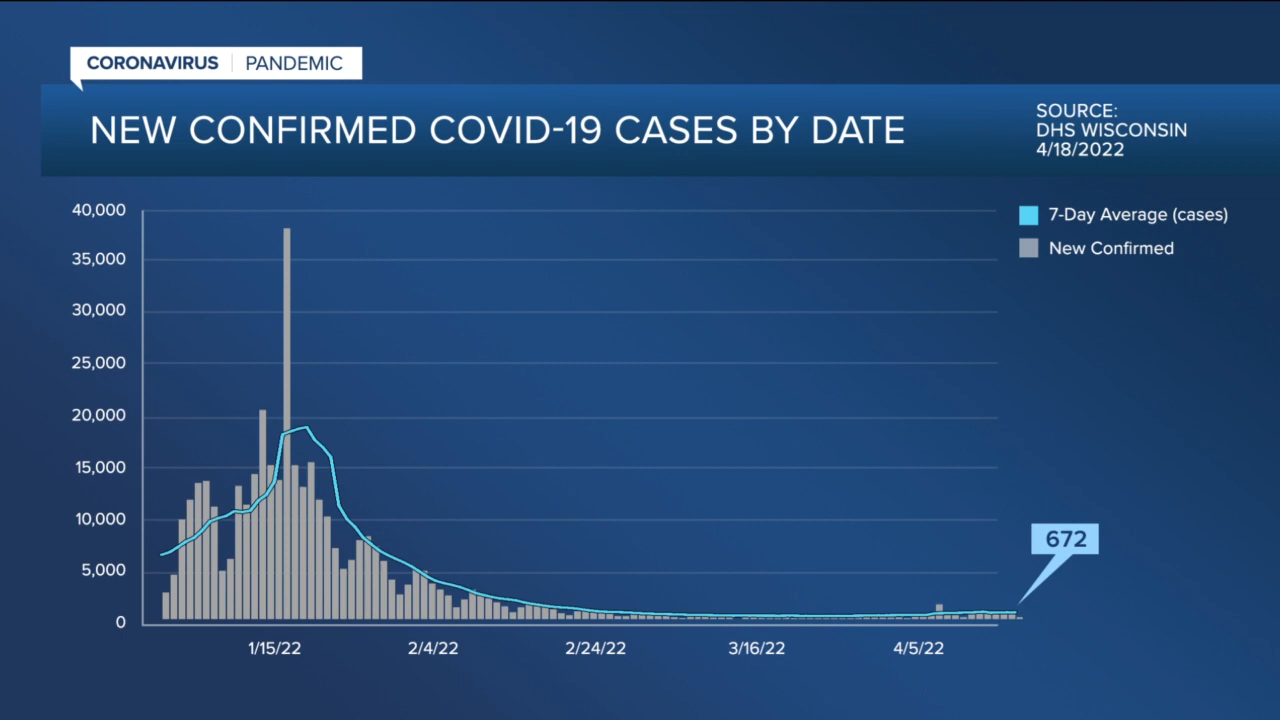 CORONAVIRUS PANDEMIC
NEW CONFIRMED COVID-19 CASES BY DATE
SOURCE:
DHS WISCONSIN
4/18/2022
40,000
35,000
30,000
25,000
20,000
15,000
10,000
5,000
0
7-Day Average (cases)
New Confirmed
672
1/15/22
2/4/22
2/24/22
3/16/22
4/5/22